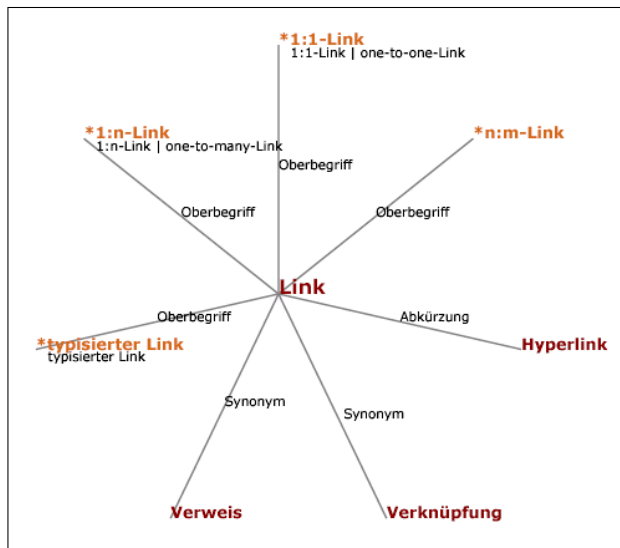 *1:1-Link
1:1-Link | one-to-one-Link
*1:n-Link
1:n-Link | one-to-many-Link
*n:m-Link
Oberbegriff
Oberbegriff
Oberbegriff
Link
Oberbegriff
Abkürzung
*typisierter Link
typisierter Link
Hyperlink
Synonym
Synonym
Verweis
Verknüpfung